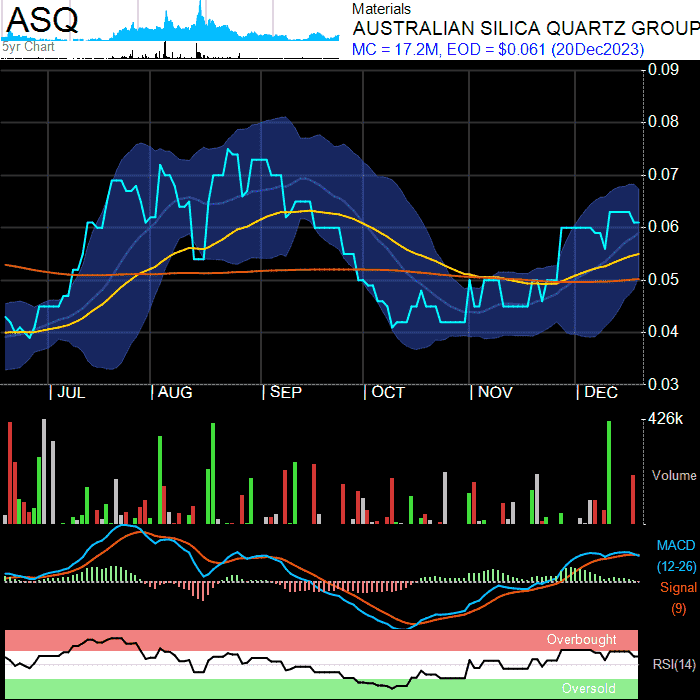 ASQ
5yr Chart
Materials
AUSTRALIAN SILICA QUARTZ GROUP
MC = 17.2M, EOD = $0.061 (20Dec2023)
0.09
0.08
0.07
0.06
0.05
0.04
0.03
JUL
AUG
SEP
OCT
NOV
DEC
426k
Volume
MACD
(12-26)
Signal
(9)
Overbought
RSI(14)
Oversold